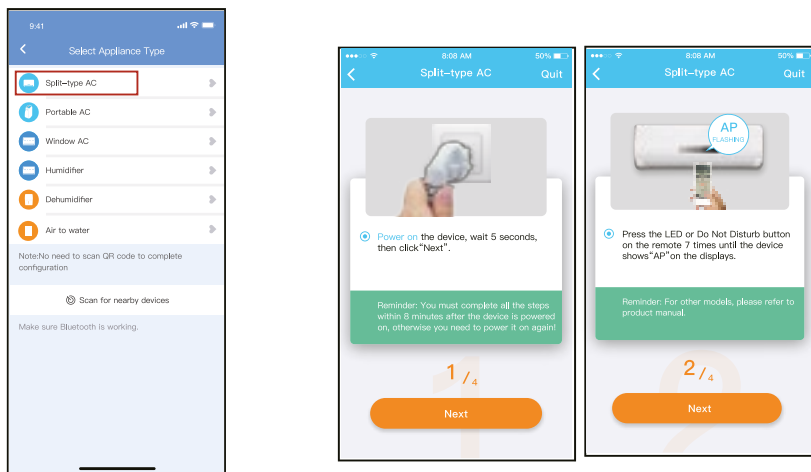 9:41
Select Appliance Type
Split-type AC
Portable AC
Window AC
Humidifier
Dehumidifier
Air to water
Note:No need to scan QR code to complete
configuration
Scan for nearby devices
Make sure Bluetooth is working.
8:08 AM 50%
Split-type AC Quit
Power on the device, wait 5 seconds,
then click"Next".
Reminder: You must complete all the steps
within 8 minutes after the device is powered
on, otherwise you need to power it on again!
1/4
Next
8:08 AM 50%
Split-type AC Quit
AP
FLASHING
Press the LED or Do Not Disturb button
on the remote 7 times until the device
shows"AP"on the displays.
Reminder: For other models, please refer to
product manual.
2/4
Next